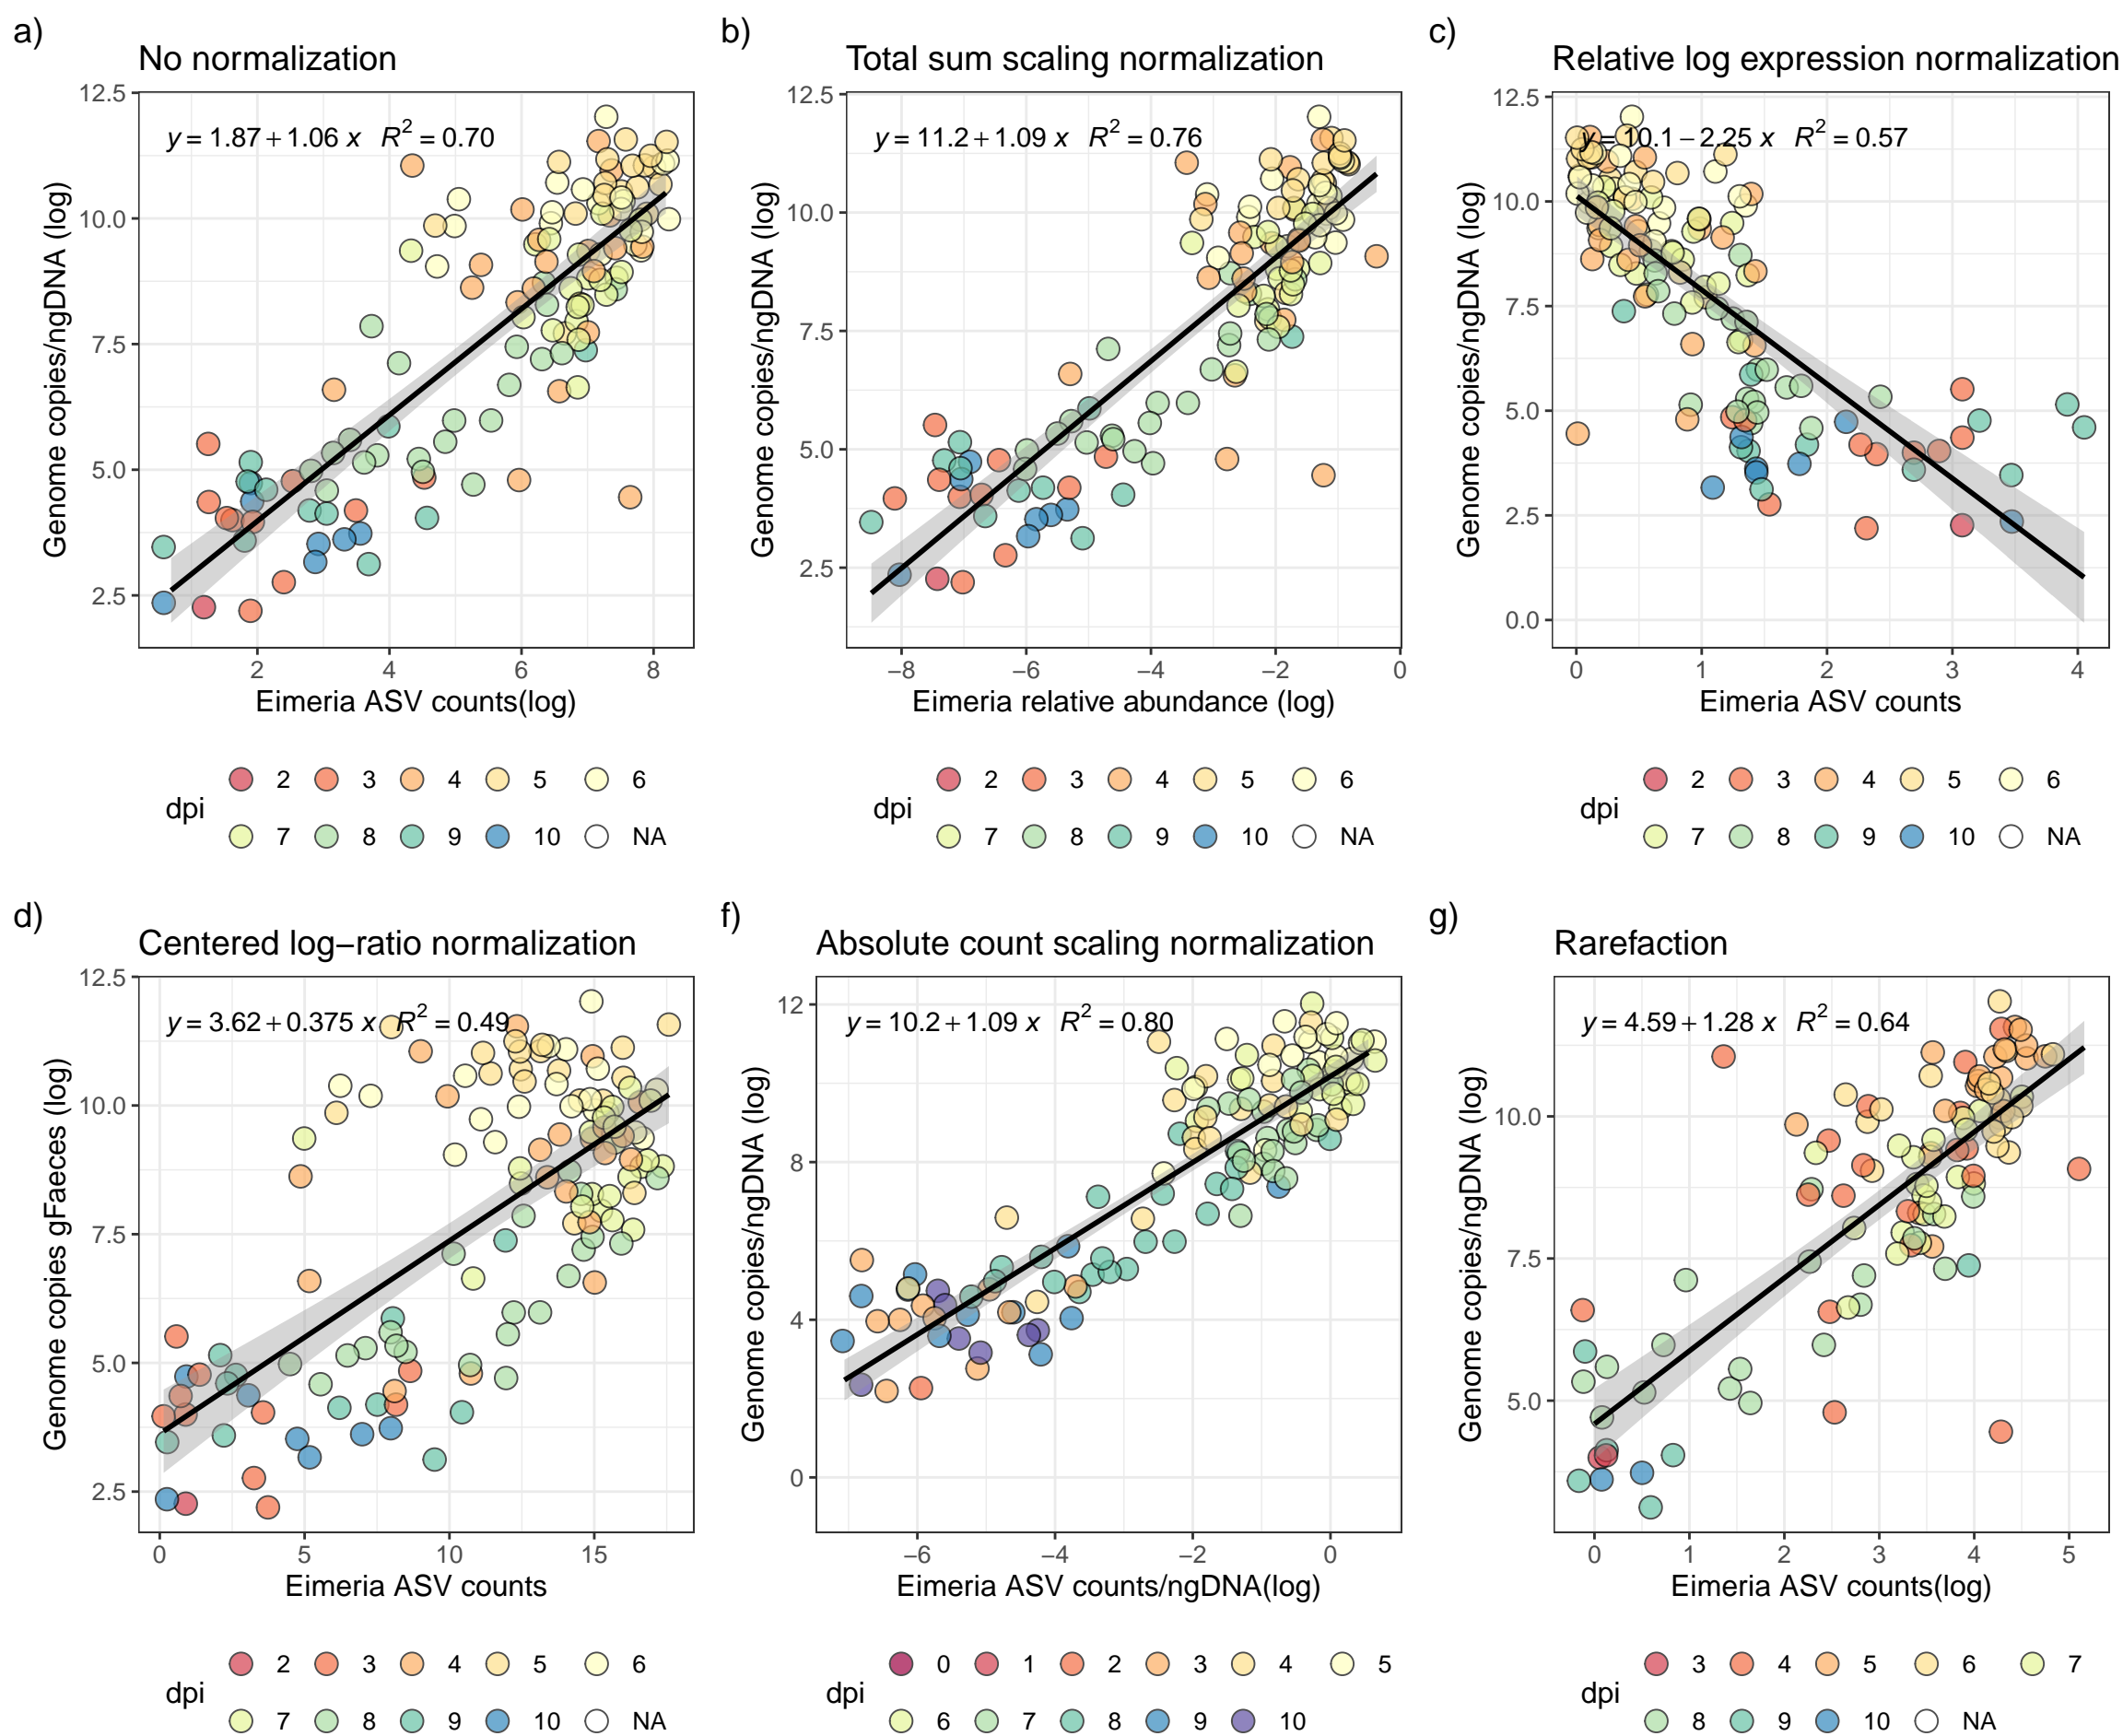 a)
No normalization
y = 1.87 + 1.06 x R² = 0.70
Genome copies/ngDNA (log)
12.5
10.0
7.5
5.0
2.5
2 4 6 8
Eimeria ASV counts(log)
dpi
2 3 4 5 6
7 8 9 10 NA
b)
Total sum scaling normalization
y = 11.2 + 1.09 x R² = 0.76
Genome copies/ngDNA (log)
12.5
10.0
7.5
5.0
2.5
−8 −6 −4 −2 0
Eimeria relative abundance (log)
dpi
2 3 4 5 6
7 8 9 10 NA
c)
Relative log expression normalization
y = 10.1 − 2.25 x R² = 0.57
Genome copies/ngDNA (log)
12.5
10.0
7.5
5.0
2.5
0.0
0 1 2 3 4
Eimeria ASV counts
dpi
2 3 4 5 6
7 8 9 10 NA
d)
Centered log−ratio normalization
y = 3.62 + 0.375 x R² = 0.49
Genome copies gFaeces (log)
12.5
10.0
7.5
5.0
2.5
0 5 10 15
Eimeria ASV counts
dpi
2 3 4 5 6
7 8 9 10 NA
f)
Absolute count scaling normalization
y = 10.2 + 1.09 x R² = 0.80
Genome copies/ngDNA (log)
12
8
4
0
−6 −4 −2 0
Eimeria ASV counts/ngDNA(log)
dpi
0 1 2 3 4 5
6 7 8 9 10
g)
Rarefaction
y = 4.59 + 1.28 x R² = 0.64
Genome copies/ngDNA (log)
10.0
7.5
5.0
0 1 2 3 4 5
Eimeria ASV counts(log)
dpi
3 4 5 6 7
8 9 10 NA